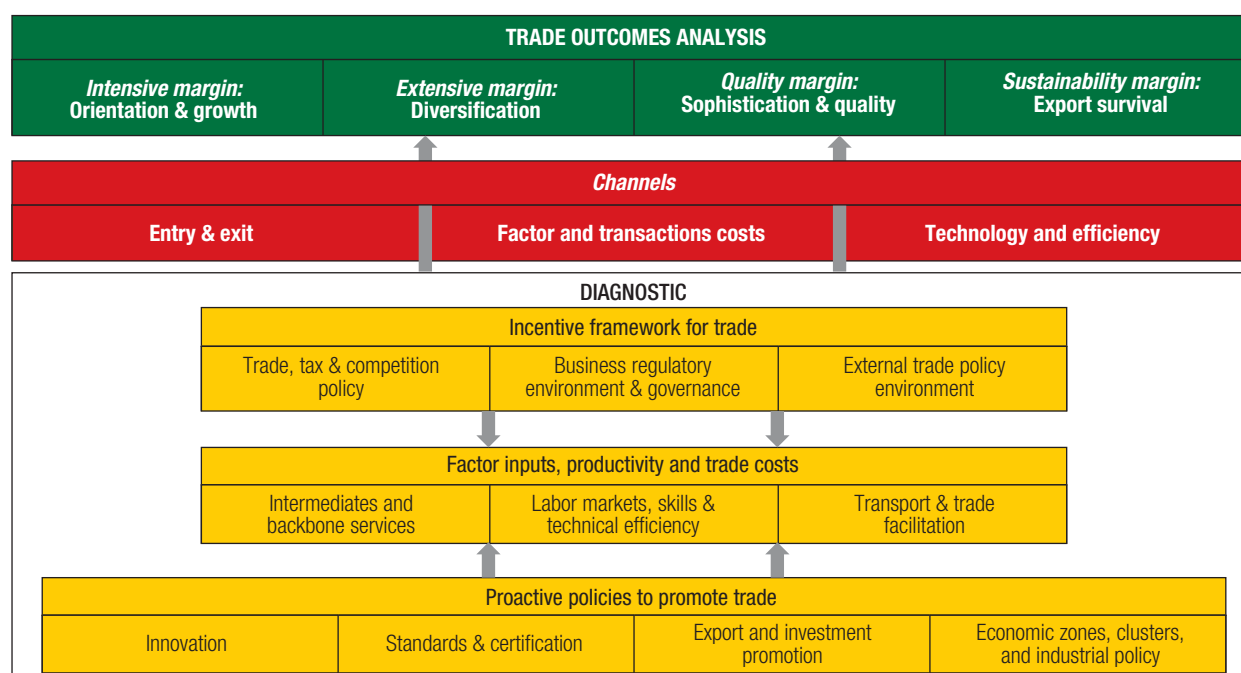 TRADE OUTCOMES ANALYSIS
Intensive margin:
Orientation & growth
Extensive margin:
Diversification
Quality margin:
Sophistication & quality
Sustainability margin:
Export survival
Channels
Entry & exit
Factor and transactions costs
Technology and efficiency
DIAGNOSTIC
Incentive framework for trade
Trade, tax & competition
policy
Business regulatory
environment & governance
External trade policy
environment
Factor inputs, productivity and trade costs
Intermediates and
backbone services
Labor markets, skills &
technical efficiency
Transport & trade
facilitation
Proactive policies to promote trade
Innovation
Standards & certification
Export and investment
promotion
Economic zones, clusters,
and industrial policy